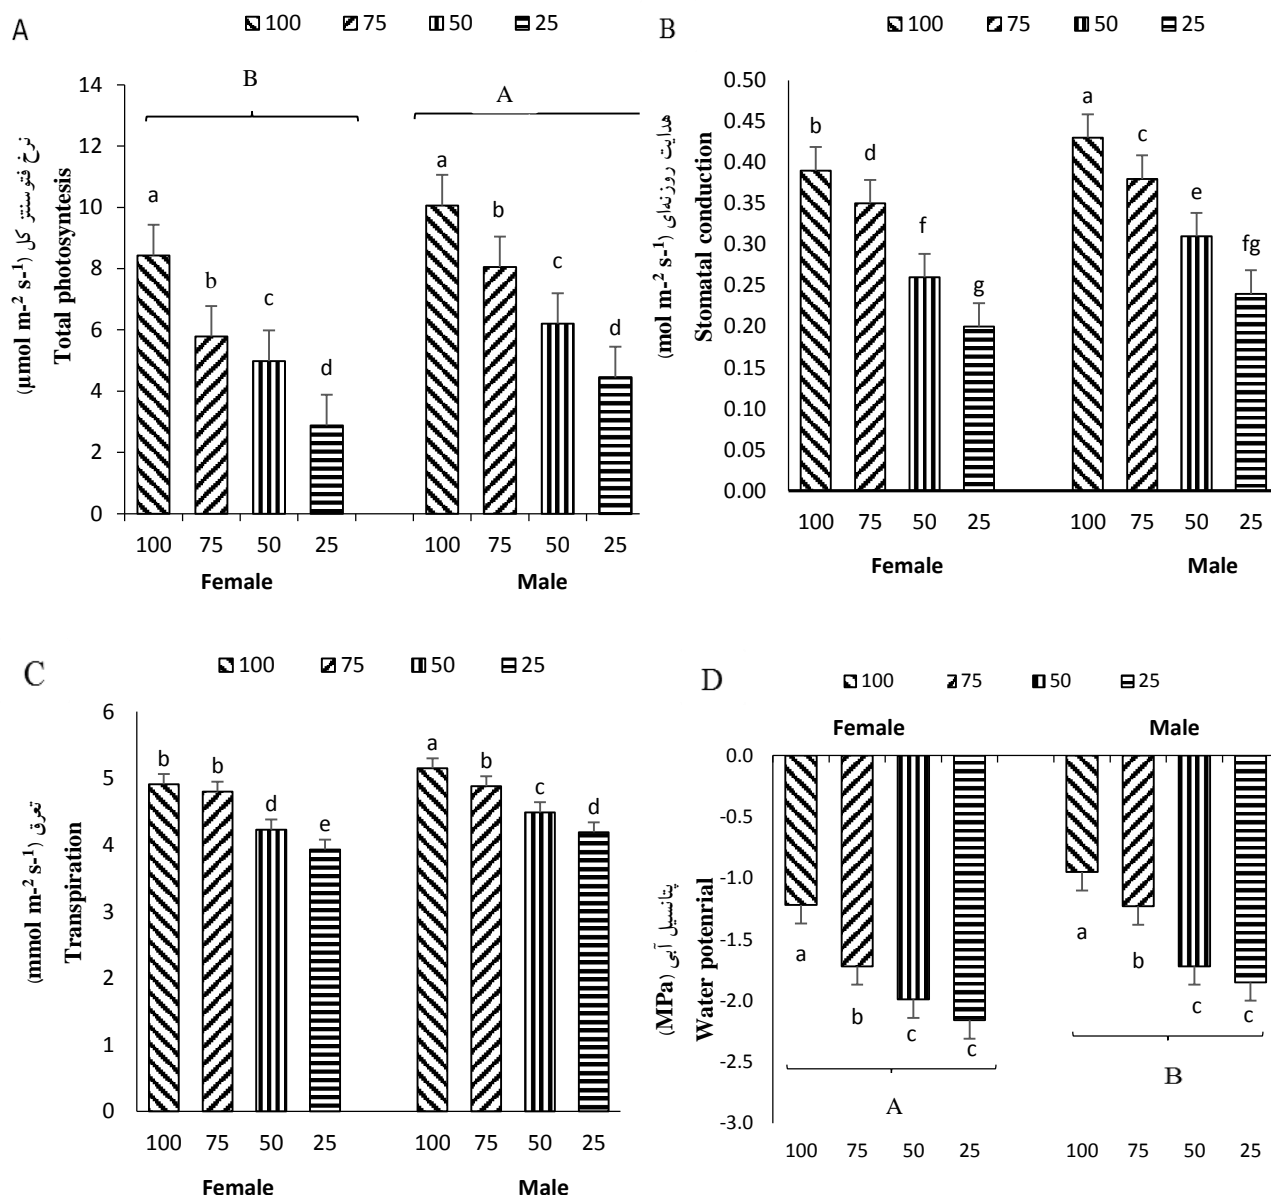 A
100 75 50 25
B
A
14
12
10
8
6
4
2
0
نرخ فتوسنتز کل (µmol m-² s-¹)
Total photosyntesis
a
b
c
d
a
b
c
d
100 75 50 25 100 75 50 25
Female Male
B
100 75 50 25
0.50
0.45
0.40
0.35
0.30
0.25
0.20
0.15
0.10
0.05
0.00
هدایت روزنه‌ای (mol m-² s-¹)
Stomatal conduction
b
d
f
g
a
c
e
fg
100 75 50 25 100 75 50 25
Female Male
C
100 75 50 25
6
5
4
3
2
1
0
تعرق (mmol m-² s-¹)
Transpiration
b
b
d
e
a
b
c
d
100 75 50 25 100 75 50 25
Female Male
D
100 75 50 25
Female Male
0.0
-0.5
-1.0
-1.5
-2.0
-2.5
-3.0
پتانسیل آبی (MPa)
Water potenrial
a
b
c
c
a
b
c
c
A
B
100 75 50 25 100 75 50 25